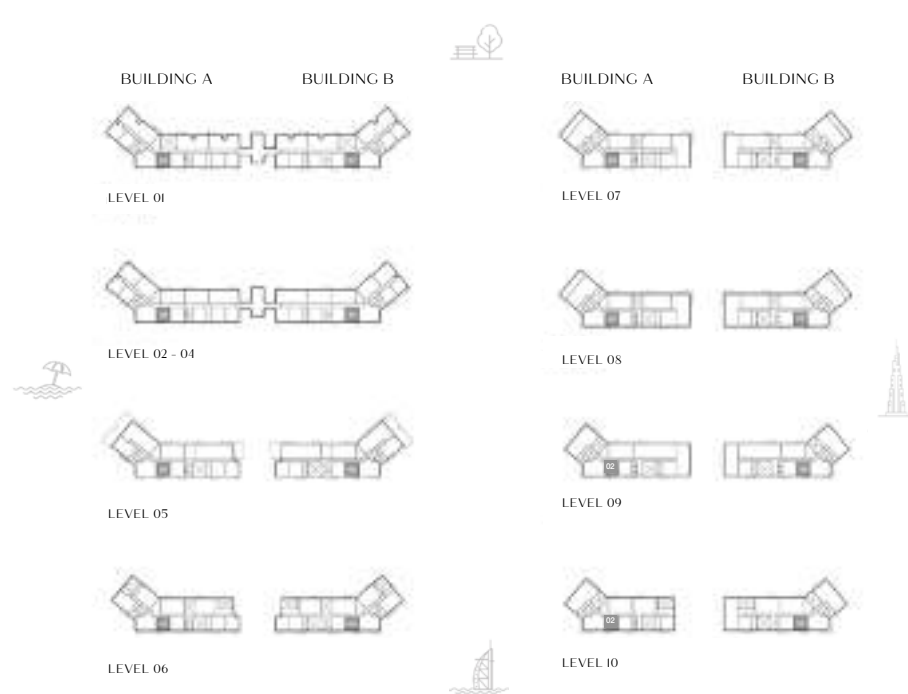 BUILDING A
BUILDING B
LEVEL 01
LEVEL 02 - 04
LEVEL 05
LEVEL 06
BUILDING A
BUILDING B
LEVEL 07
LEVEL 08
02
LEVEL 09
02
LEVEL 10